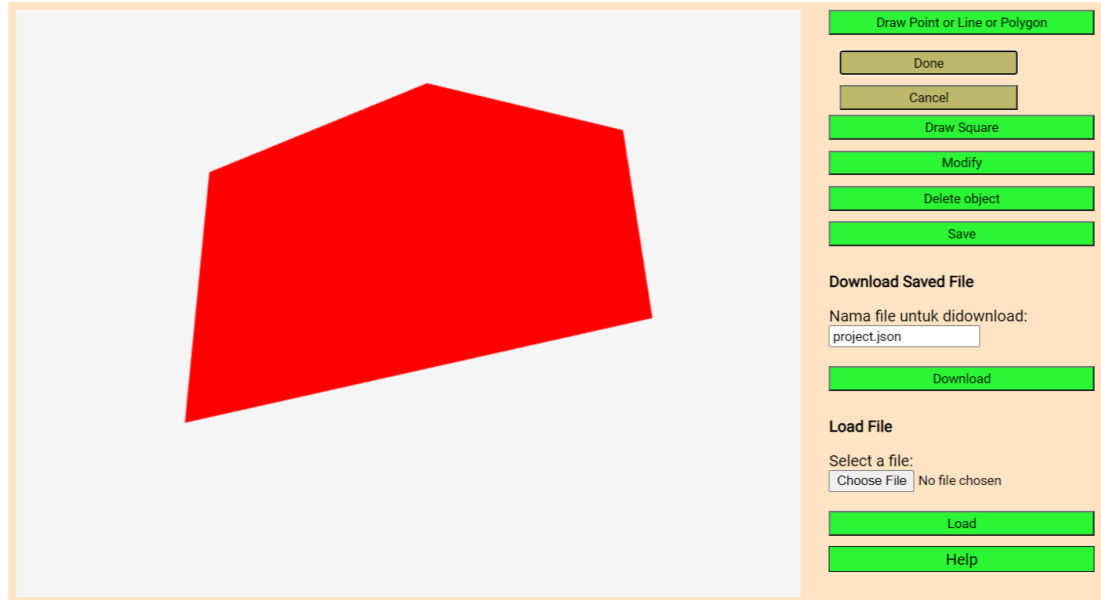 Draw Point or Line or Polygon
Done
Cancel
Draw Square
Modify
Delete object
Save
Download Saved File
Nama file untuk didownload:
project.json
Download
Load File
Select a file:
Choose File No file chosen
Load
Help